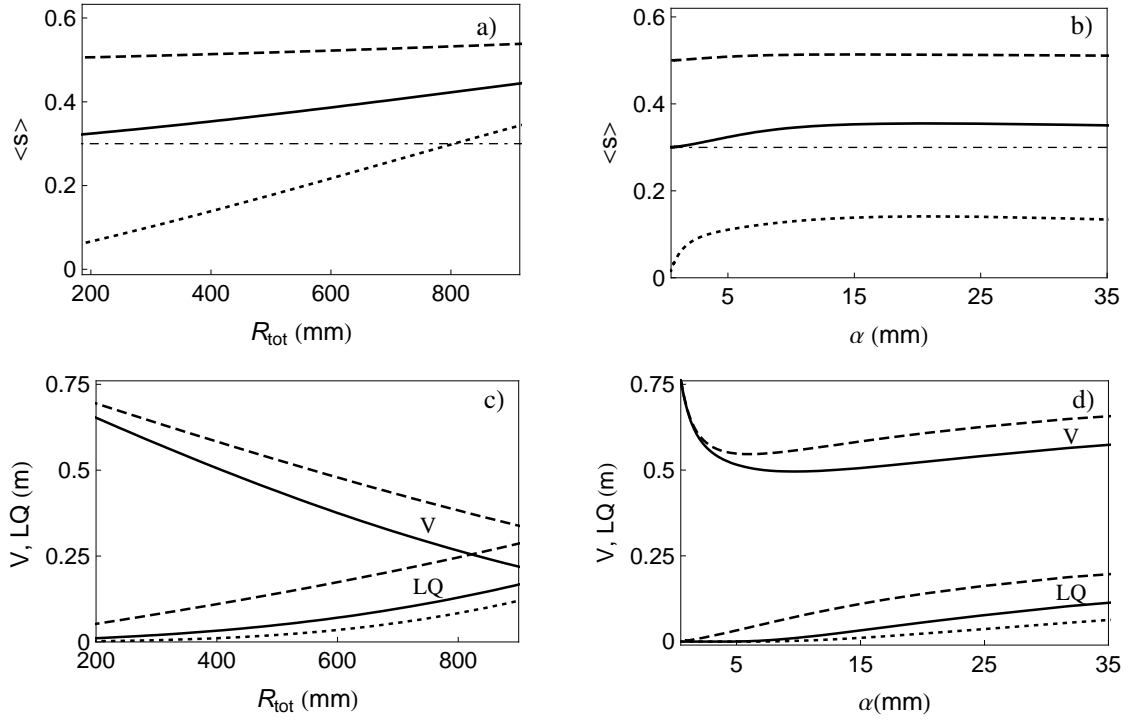 a)
0.6
0.4
0.2
0
<s>
200 400 600 800
R_tot (mm)
b)
0.6
0.4
0.2
0
<s>
5 15 25 35
α (mm)
c)
0.75
0.5
0.25
0
V, LQ (m)
V
LQ
200 400 600 800
R_tot (mm)
d)
0.75
0.5
0.25
0
V, LQ (m)
V
LQ
5 15 25 35
α(mm)